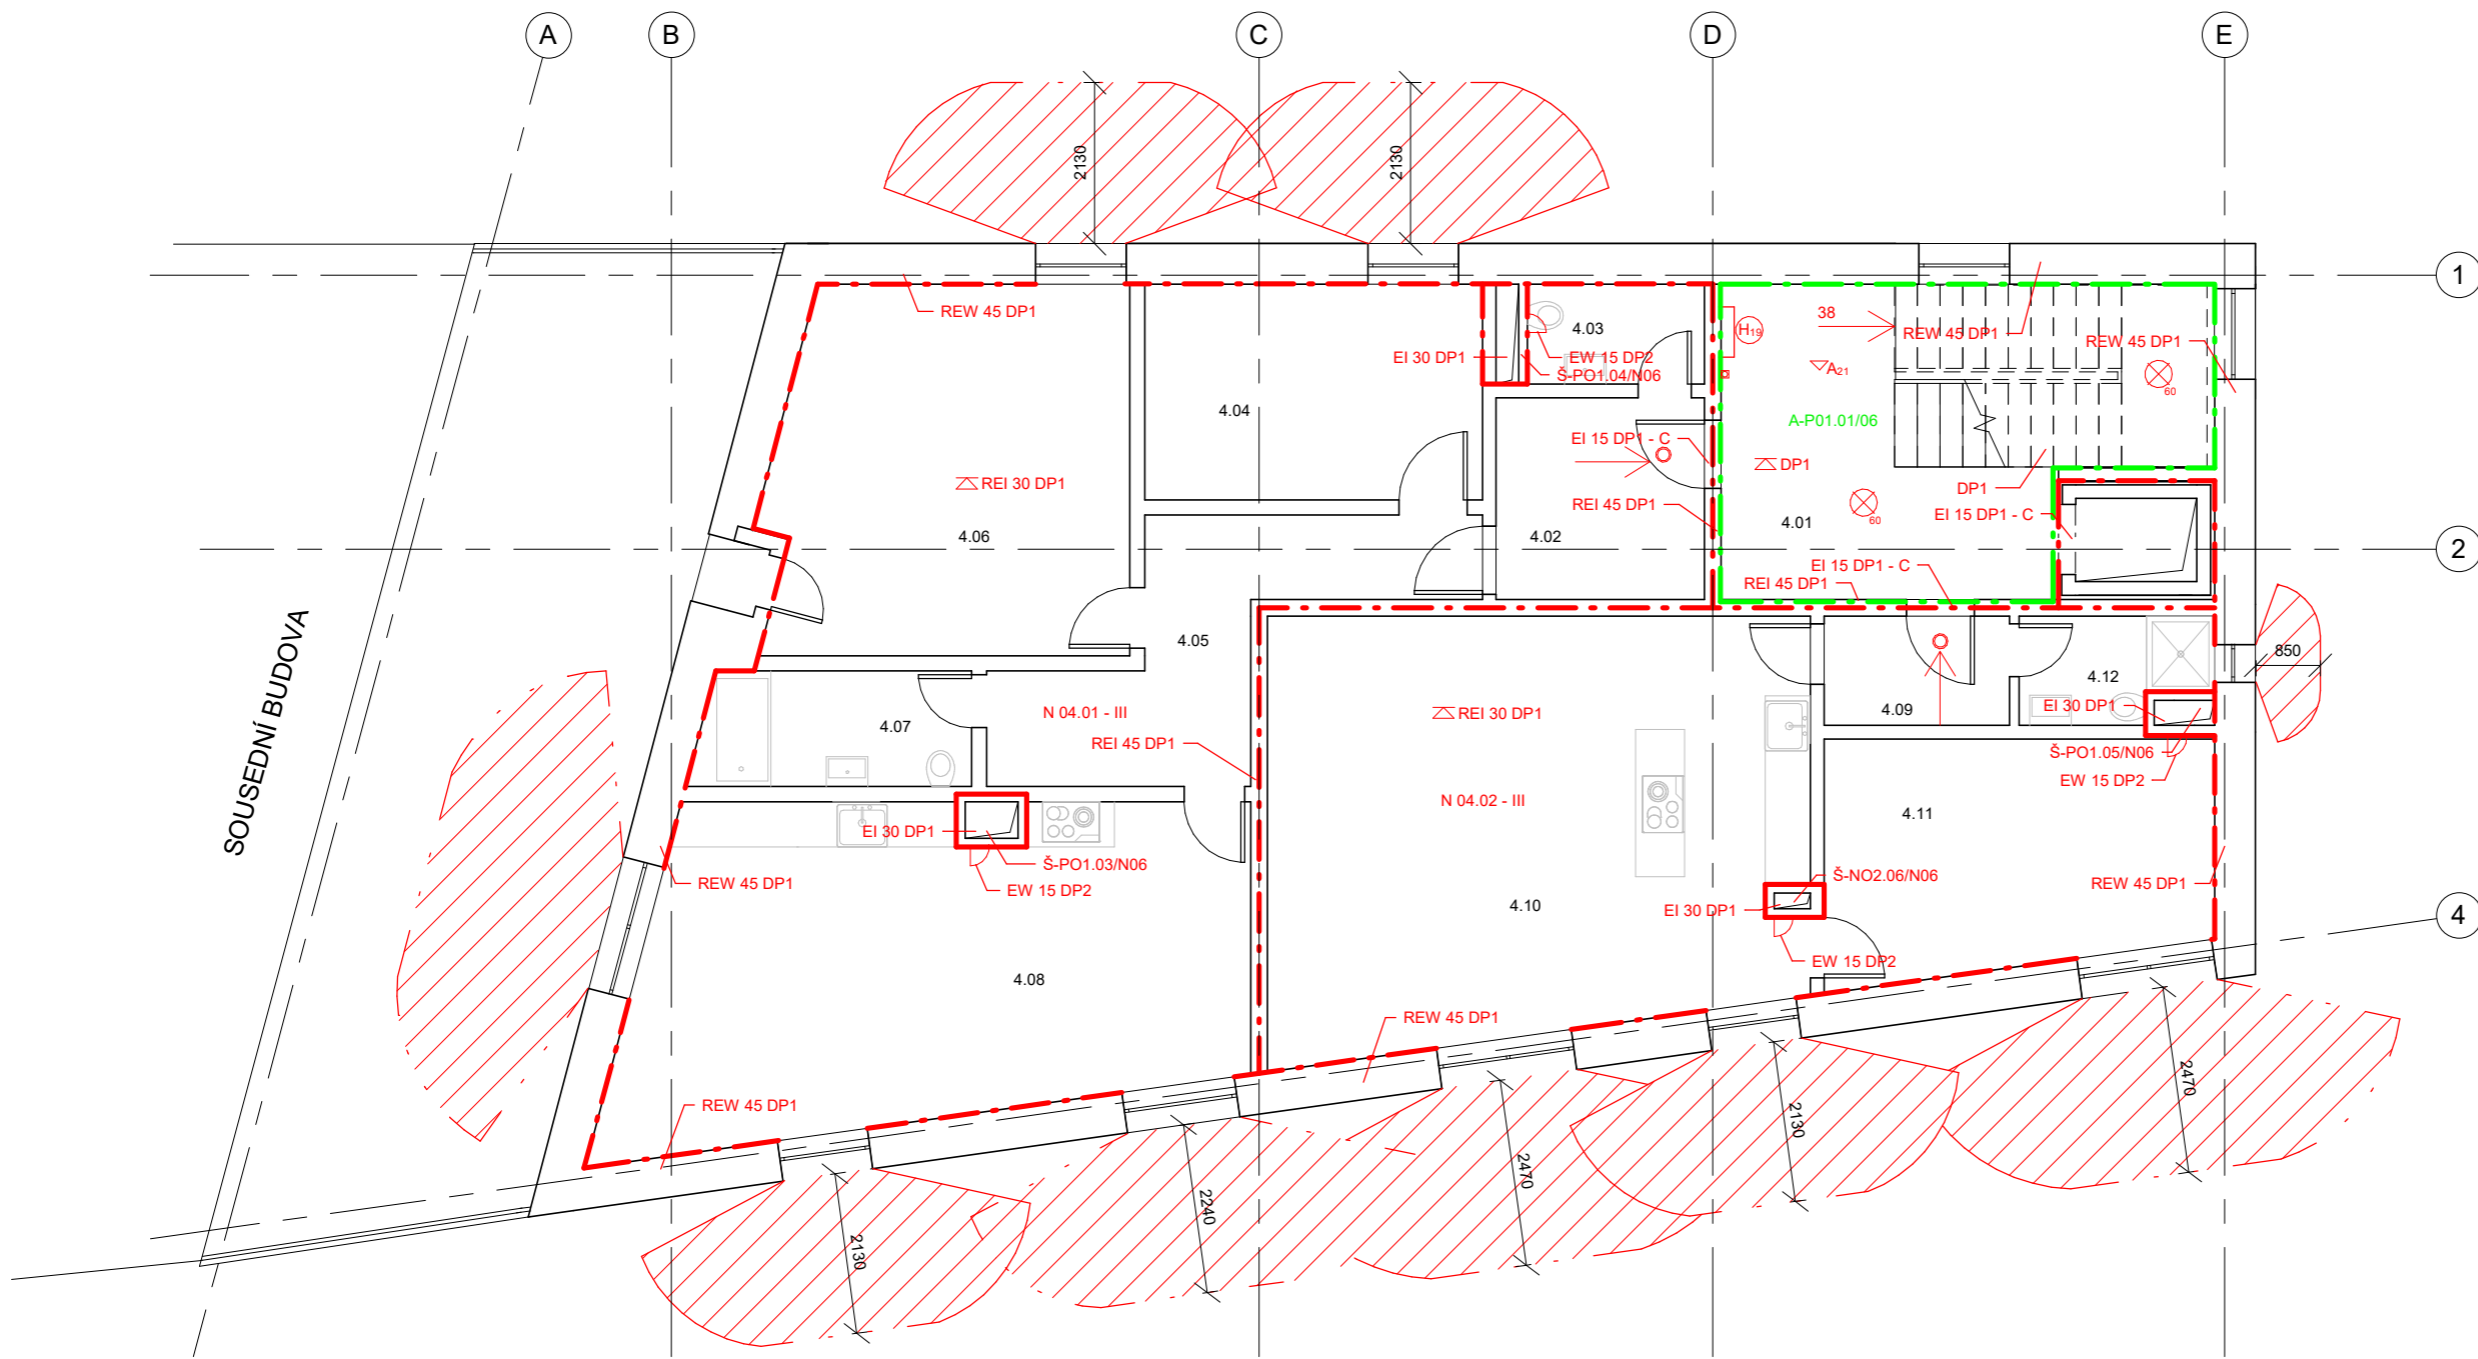 A
B
C
D
E
2130
2130
1
REW 45 DP1
4.03
H19
38
REW 45 DP1
REW 45 DP1
EI 30 DP1
EW 15 DP2
Š-PO1.04/N06
A21
60
4.04
A-P01.01/06
EI 15 DP1 - C
DP1
REI 30 DP1
DP1
REI 45 DP1
60
EI 15 DP1 - C
4.06
4.02
4.01
2
EI 15 DP1 - C
REI 45 DP1
SOUSEDNÍ BUDOVA
4.05
850
4.12
N 04.01 - III
REI 30 DP1
4.09
EI 30 DP1
4.07
REI 45 DP1
Š-PO1.05/N06
EW 15 DP2
N 04.02 - III
4.11
EI 30 DP1
Š-PO1.03/N06
EW 15 DP2
REW 45 DP1
Š-NO2.06/N06
REW 45 DP1
4.10
EI 30 DP1
4
EW 15 DP2
4.08
REW 45 DP1
2470
REW 45 DP1
2130
2470
2240
2130